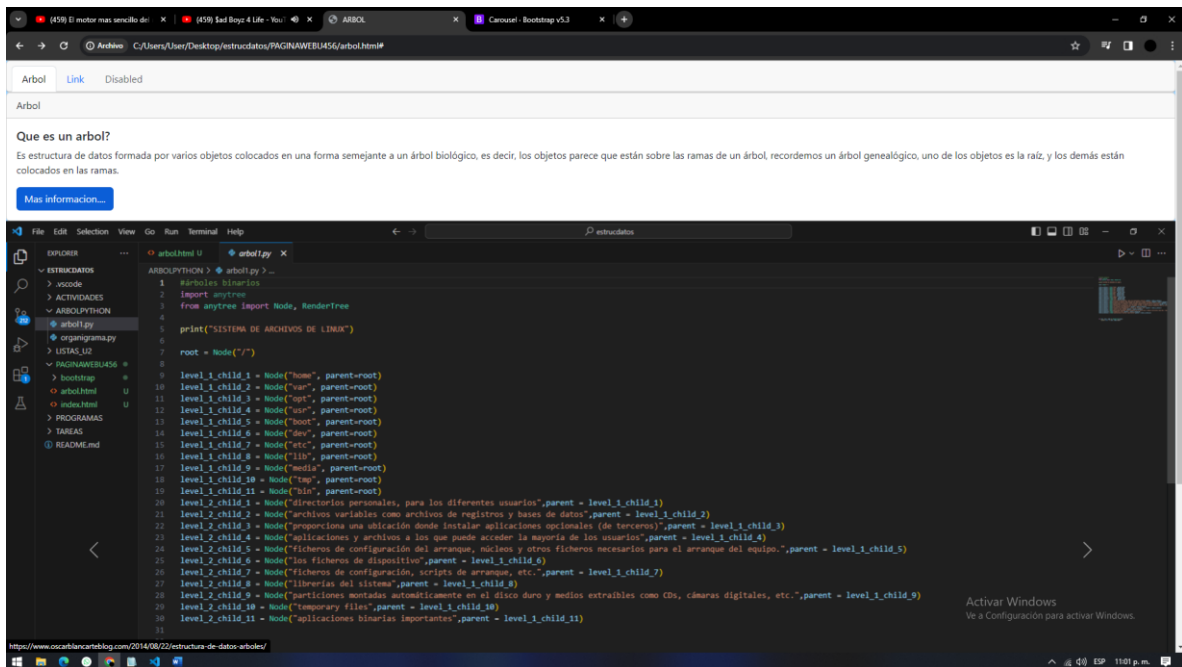 (459) El motor mas sencillo del
(459) $ad Boyz 4 Life - You
ARBOL
Carousel - Bootstrap v5.3
Archivo C:/Users/User/Desktop/estrucdatos/PAGINAWEBU456/arbol.html#
Arbol Link Disabled
Arbol
Que es un arbol?
Es estructura de datos formada por varios objetos colocados en una forma semejante a un árbol biológico, es decir, los objetos parece que están sobre las ramas de un árbol, recordemos un árbol genealógico, uno de los objetos es la raíz, y los demás están
colocados en las ramas.
Mas informacion....
File Edit Selection View Go Run Terminal Help
estrucdatos
EXPLORER
ESTRUCDATOS
.vscode
ACTIVIDADES
ARBOLPYTHON
arbol1.py
organigrama.py
LISTAS_U2
PAGINAWEBU456
bootstrap
arbol.html U
index.html U
PROGRAMAS
TAREAS
README.md
arbol.html U
arbol1.py
ARBOLPYTHON > arbol1.py > ...
1 #árboles binarios
2 import anytree
3 from anytree import Node, RenderTree
4
5 print("SISTEMA DE ARCHIVOS DE LINUX")
6
7 root = Node("/")
8
9 level_1_child_1 = Node("home", parent=root)
10 level_1_child_2 = Node("var", parent=root)
11 level_1_child_3 = Node("opt", parent=root)
12 level_1_child_4 = Node("usr", parent=root)
13 level_1_child_5 = Node("boot", parent=root)
14 level_1_child_6 = Node("dev", parent=root)
15 level_1_child_7 = Node("etc", parent=root)
16 level_1_child_8 = Node("lib", parent=root)
17 level_1_child_9 = Node("media", parent=root)
18 level_1_child_10 = Node("tmp", parent=root)
19 level_1_child_11 = Node("bin", parent=root)
20 level_2_child_1 = Node("directorios personales, para los diferentes usuarios",parent = level_1_child_1)
21 level_2_child_2 = Node("archivos variables como archivos de registros y bases de datos",parent = level_1_child_2)
22 level_2_child_3 = Node("proporciona una ubicación donde instalar aplicaciones opcionales (de terceros)",parent = level_1_child_3)
23 level_2_child_4 = Node("aplicaciones y archivos a los que puede acceder la mayoría de los usuarios",parent = level_1_child_4)
24 level_2_child_5 = Node("ficheros de configuración del arranque, núcleos y otros ficheros necesarios para el arranque del equipo.",parent = level_1_child_5)
25 level_2_child_6 = Node("los ficheros de dispositivo",parent = level_1_child_6)
26 level_2_child_7 = Node("ficheros de configuración, scripts de arranque, etc.",parent = level_1_child_7)
27 level_2_child_8 = Node("librerías del sistema",parent = level_1_child_8)
28 level_2_child_9 = Node("particiones montadas automáticamente en el disco duro y medios extraíbles como CDs, cámaras digitales, etc.",parent = level_1_child_9)
29 level_2_child_10 = Node("temporary files",parent = level_1_child_10)
30 level_2_child_11 = Node("aplicaciones binarias importantes",parent = level_1_child_11)
31
Activar Windows
Ve a Configuración para activar Windows.
https://www.oscarblancarteblog.com/2014/08/22/estructura-de-datos-arboles/
ESP 11:01 p. m.